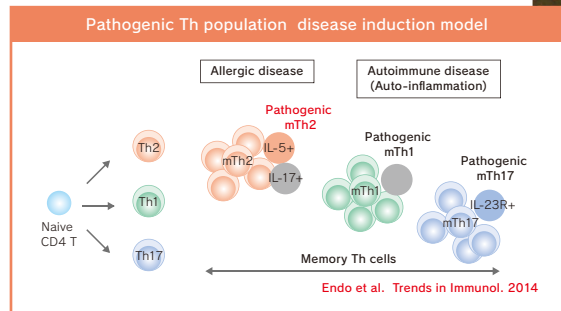 Pathogenic Th population disease induction model
Allergic disease
Autoimmune disease
(Auto-inflammation)
Pathogenic
mTh2
Pathogenic
mTh1
Pathogenic
mTh17
Th2
IL-5+
mTh2
IL-17+
Naive
CD4 T
Th1
mTh1
IL-23R+
mTh17
Th17
Memory Th cells
Endo et al. Trends in Immunol. 2014